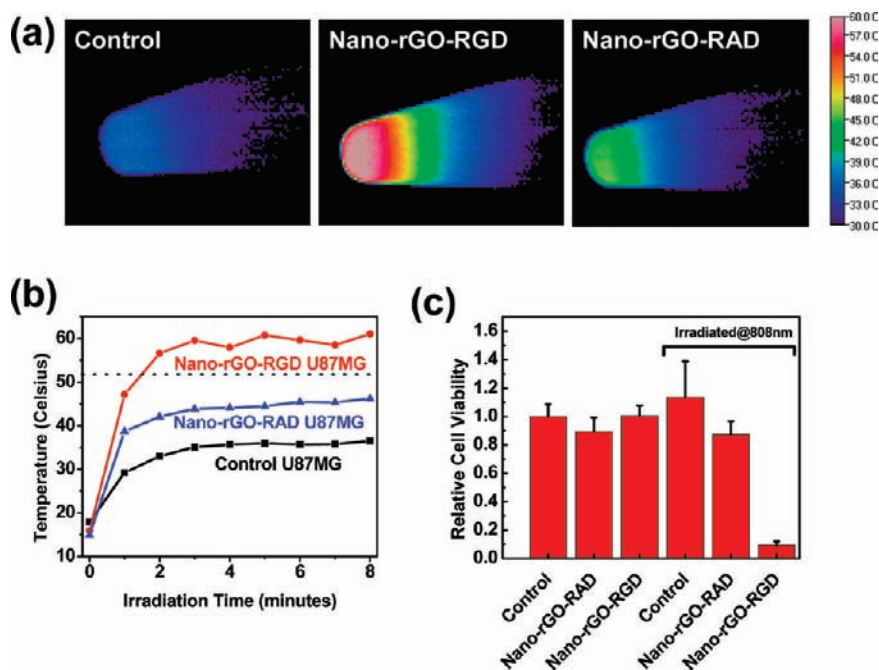 (a)
Control
Nano-rGO-RGD
Nano-rGO-RAD
60.0 C
57.0 C
54.0 C
51.0 C
48.0 C
45.0 C
42.0 C
39.0 C
36.0 C
33.0 C
30.0 C
(b)
Temperature (Celsius)
60
50
40
30
20
10
Nano-rGO-RGD U87MG
Nano-rGO-RAD U87MG
Control U87MG
0
2
4
6
8
Irradiation Time (minutes)
(c)
Relative Cell Viability
1.6
1.4
1.2
1.0
0.8
0.6
0.4
0.2
0.0
Irradiated@808nm
Control
Nano-rGO-RAD
Nano-rGO-RGD
Control
Nano-rGO-RAD
Nano-rGO-RGD